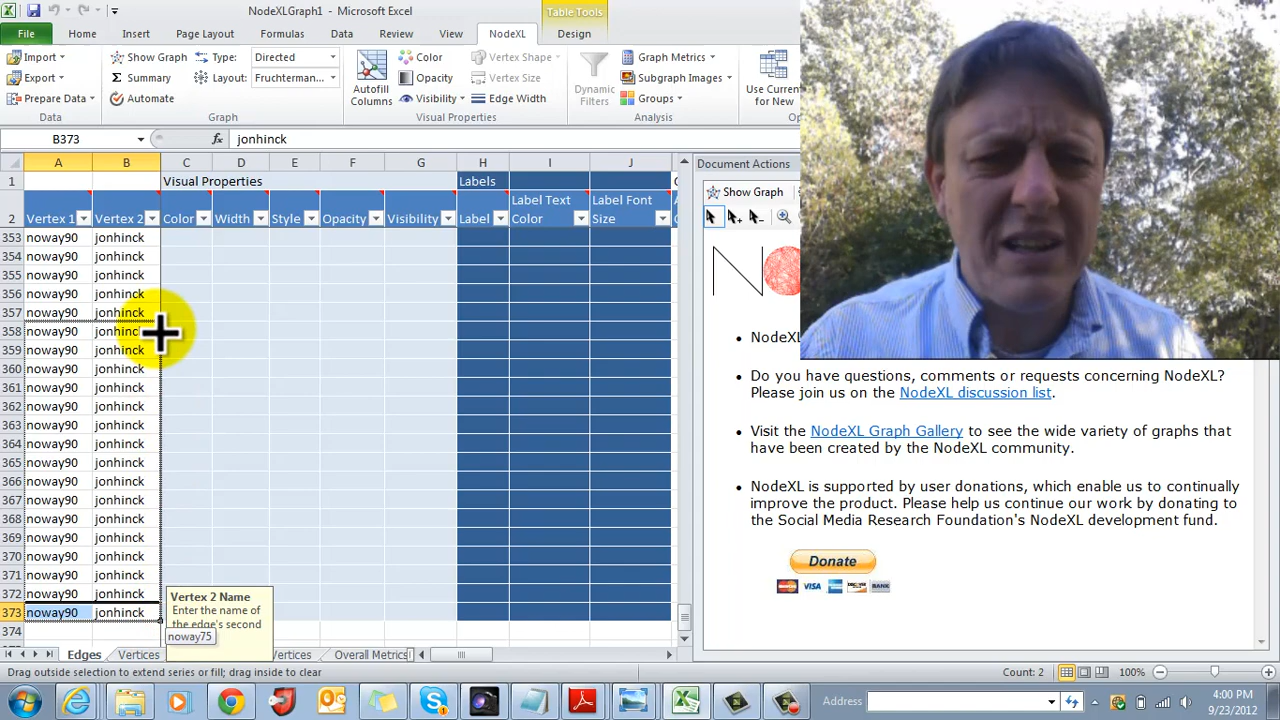 NodeXLGraph1 - Microsoft Excel
Table Tools
File Home Insert Page Layout Formulas Data Review View NodeXL Design
Import Show Graph Type: Directed
Export Summary Layout: Fruchterman
Prepare Data Automate
Data Graph
Autofill Columns
Color Vertex Shape
Opacity Vertex Size
Visibility Edge Width
Visual Properties
Dynamic Filters
Graph Metrics
Subgraph Images
Groups
Analysis
Use Current for New
B373 jonhinck
A B C D E F G H I J
1 Visual Properties Labels
2 Vertex 1 Vertex 2 Color Width Style Opacity Visibility Label Label Text Color Label Font Size
353 noway90 jonhinck
354 noway90 jonhinck
355 noway90 jonhinck
356 noway90 jonhinck
357 noway90 jonhinck
358 noway90
359 noway90 jonhinck
360 noway90 jonhinck
361 noway90 jonhinck
362 noway90 jonhinck
363 noway90 jonhinck
364 noway90 jonhinck
365 noway90 jonhinck
366 noway90 jonhinck
367 noway90 jonhinck
368 noway90 jonhinck
369 noway90 jonhinck
370 noway90 jonhinck
371 noway90 jonhinck
372 noway90 jonhinck
373 noway90 jonhinck
374
Vertex 2 Name
Enter the name of
the edge's second
noway75
Edges Vertices Vertices Overall Metrics
Document Actions
Show Graph
• Do you have questions, comments or requests concerning NodeXL?
Please join us on the NodeXL discussion list.
• Visit the NodeXL Graph Gallery to see the wide variety of graphs that
have been created by the NodeXL community.
• NodeXL is supported by user donations, which enable us to continually
improve the product. Please help us continue our work by donating to
the Social Media Research Foundation's NodeXL development fund.
Donate
VISA
BANK
Drag outside selection to extend series or fill; drag inside to clear Count: 2 100%
Address
4:00 PM
9/23/2012